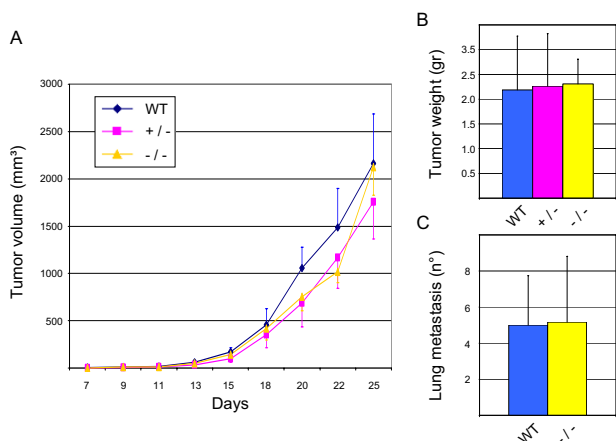 A
Tumor volume (mm³)
3000
2500
2000
1500
1000
500
WT
+ / -
- / -
7
9
11
13
15
18
20
22
25
Days
B
Tumor weight (gr)
3.5
2.5
2.0
1.5
1.0
0.5
WT
+ / -
- / -
C
Lung metastasis (n°)
8
6
4
2
WT
- / -